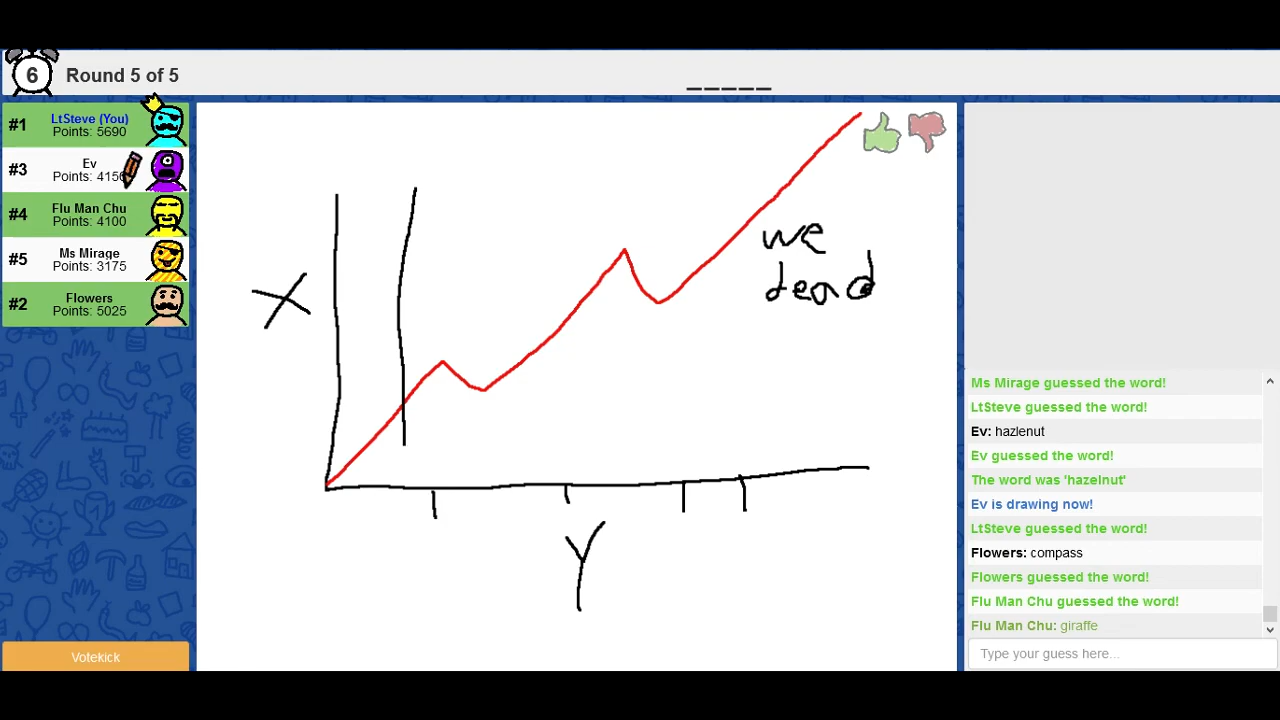 6
Round 5 of 5
_____
#1
LtSteve (You)
Points: 5690
#3
Ev
Points: 4150
#4
Flu Man Chu
Points: 4100
#5
Ms Mirage
Points: 3175
#2
Flowers
Points: 5025
Votekick
X
we
dead
Y
Ms Mirage guessed the word!
LtSteve guessed the word!
Ev: hazlenut
Ev guessed the word!
The word was 'hazelnut'
Ev is drawing now!
LtSteve guessed the word!
Flowers: compass
Flowers guessed the word!
Flu Man Chu guessed the word!
Flu Man Chu: giraffe
Type your guess here...